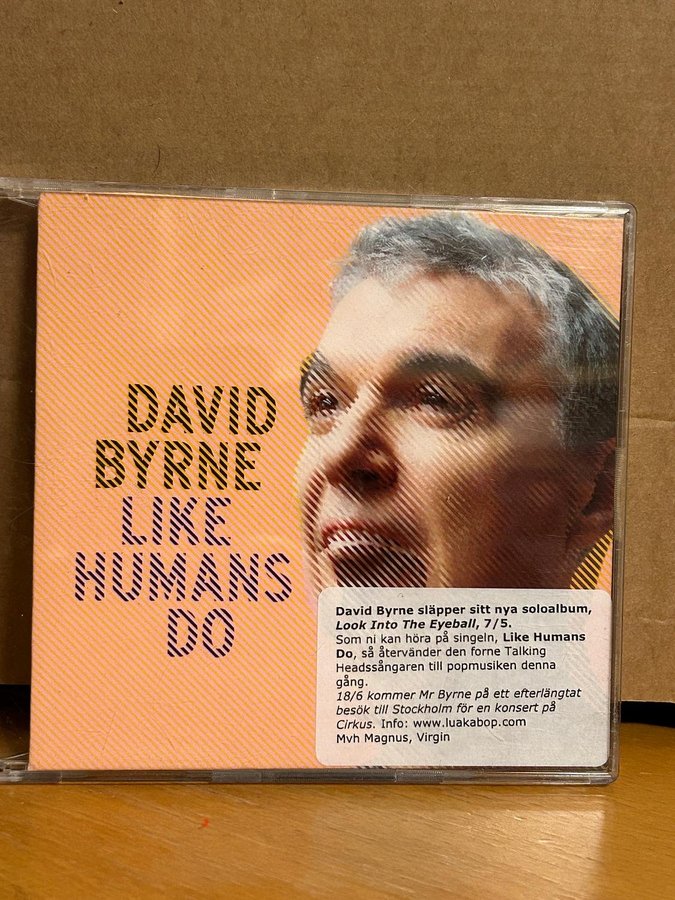 DAVID
BYRNE
LIKE
HUMANS
DO
David Byrne släpper sitt nya soloalbum,
Look Into The Eyeball, 7/5.
Som ni kan höra på singeln, Like Humans
Do, så återvänder den forne Talking
Headssångaren till popmusiken denna
gång.
18/6 kommer Mr Byrne på ett efterlängtat
besök till Stockholm för en konsert på
Cirkus. Info: www.luakabop.com
Mvh Magnus, Virgin